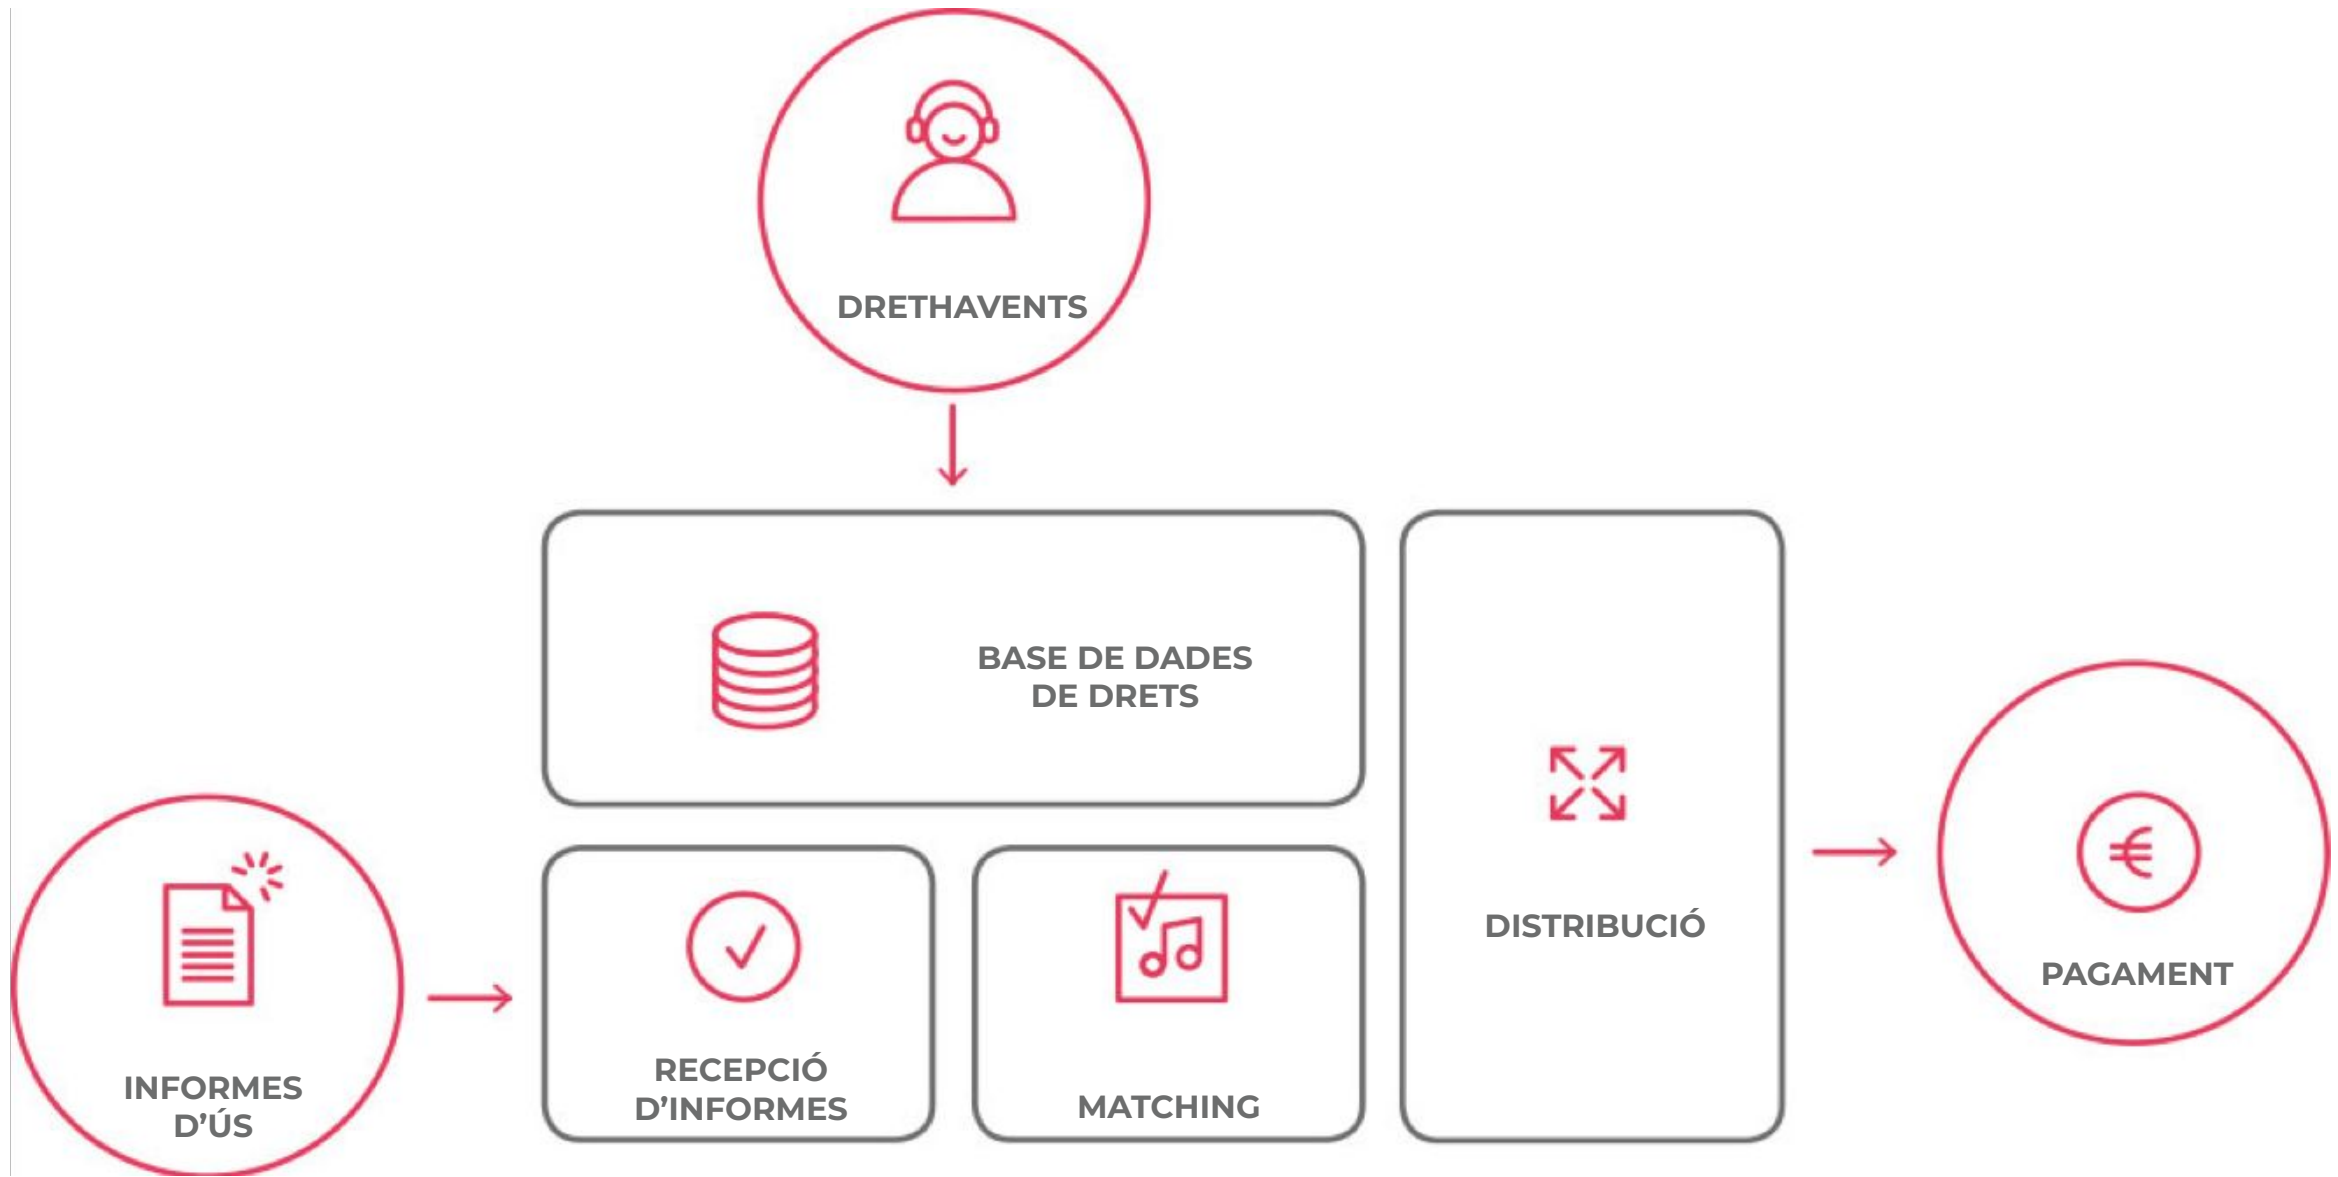 DRETHAVENTS
BASE DE DADES
DE DRETS
INFORMES
D’ÚS
RECEPCIÓ
D’INFORMES
MATCHING
DISTRIBUCIÓ
PAGAMENT